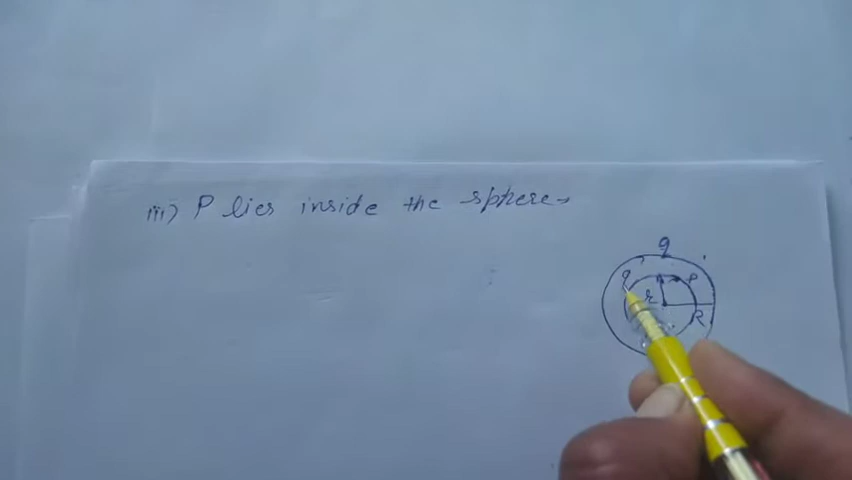 iii) P lies inside the sphere→
q
q' P
r
R